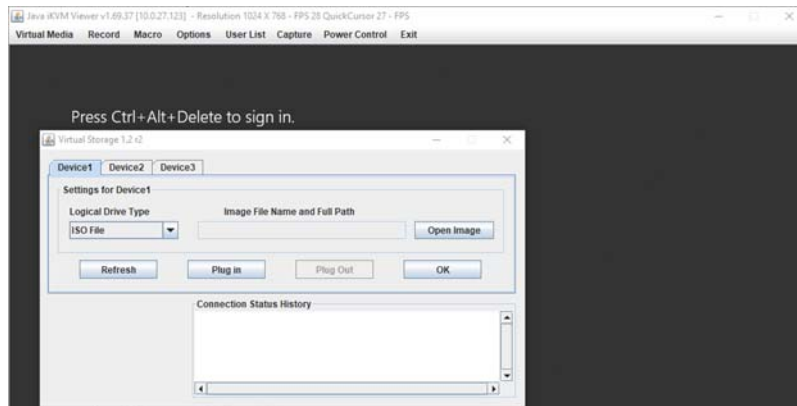 Java iKVM Viewer v1.69.37 [10.0.27.123] - Resolution 1024 X 768 - FPS 28 QuickCursor 27 - FPS
Virtual Media Record Macro Options User List Capture Power Control Exit
Press Ctrl+Alt+Delete to sign in.
Virtual Storage 1.2 r2
Device1 Device2 Device3
Settings for Device1
Logical Drive Type Image File Name and Full Path
ISO File Open Image
Refresh Plug in Plug Out OK
Connection Status History